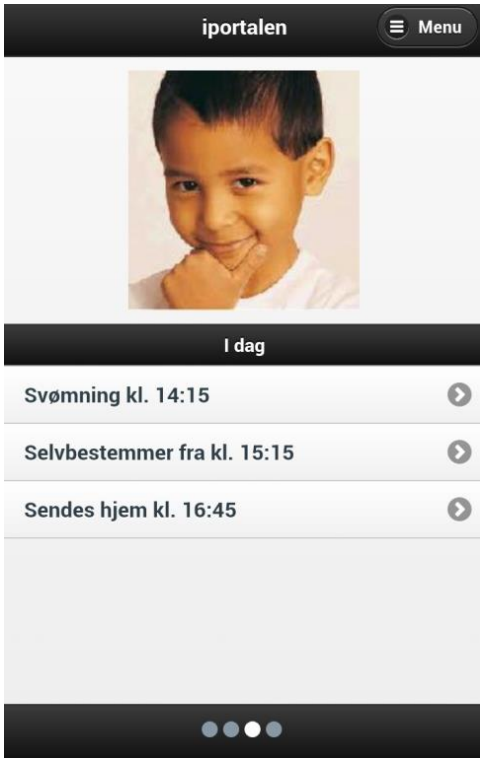 iportalen
Menu
I dag
Svømning kl. 14:15
Selvbestemmer fra kl. 15:15
Sendes hjem kl. 16:45